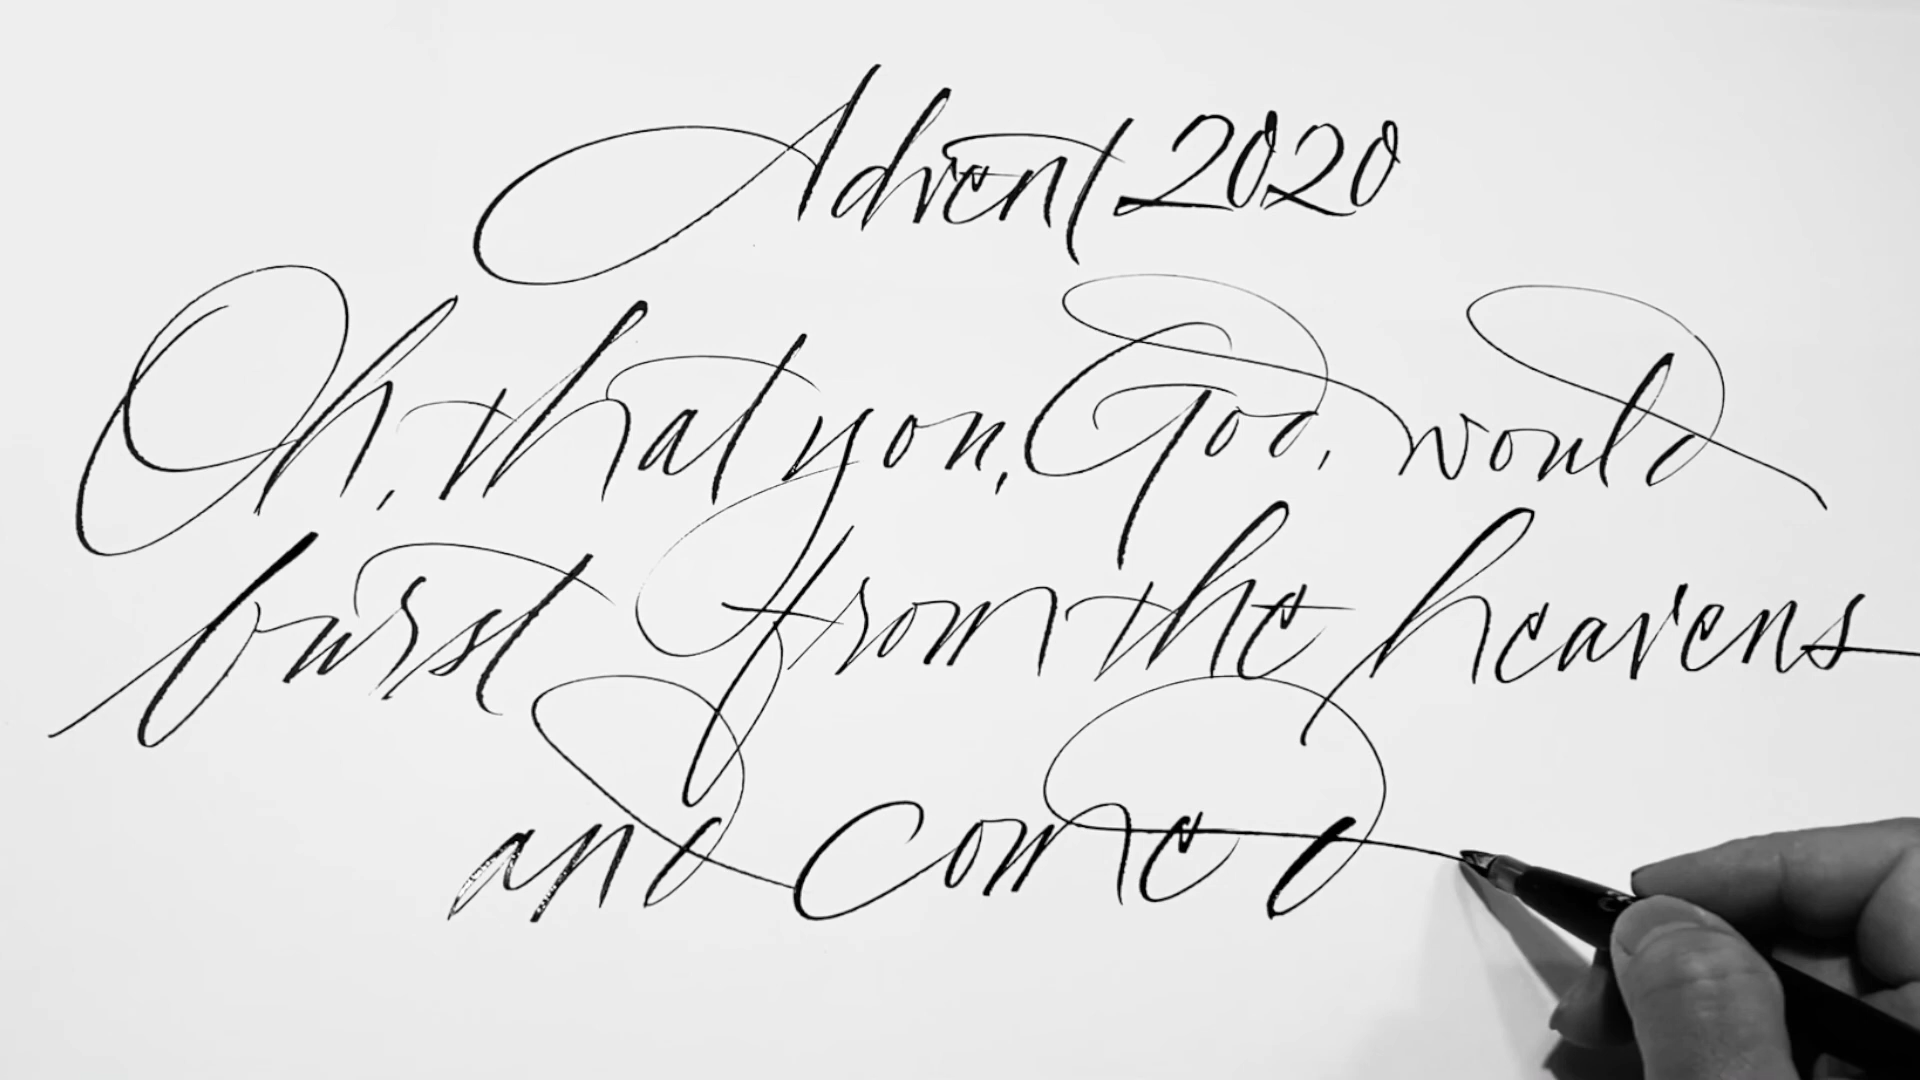 Advent 2020
Oh, that you, God, would
burst from the heavens
and come d